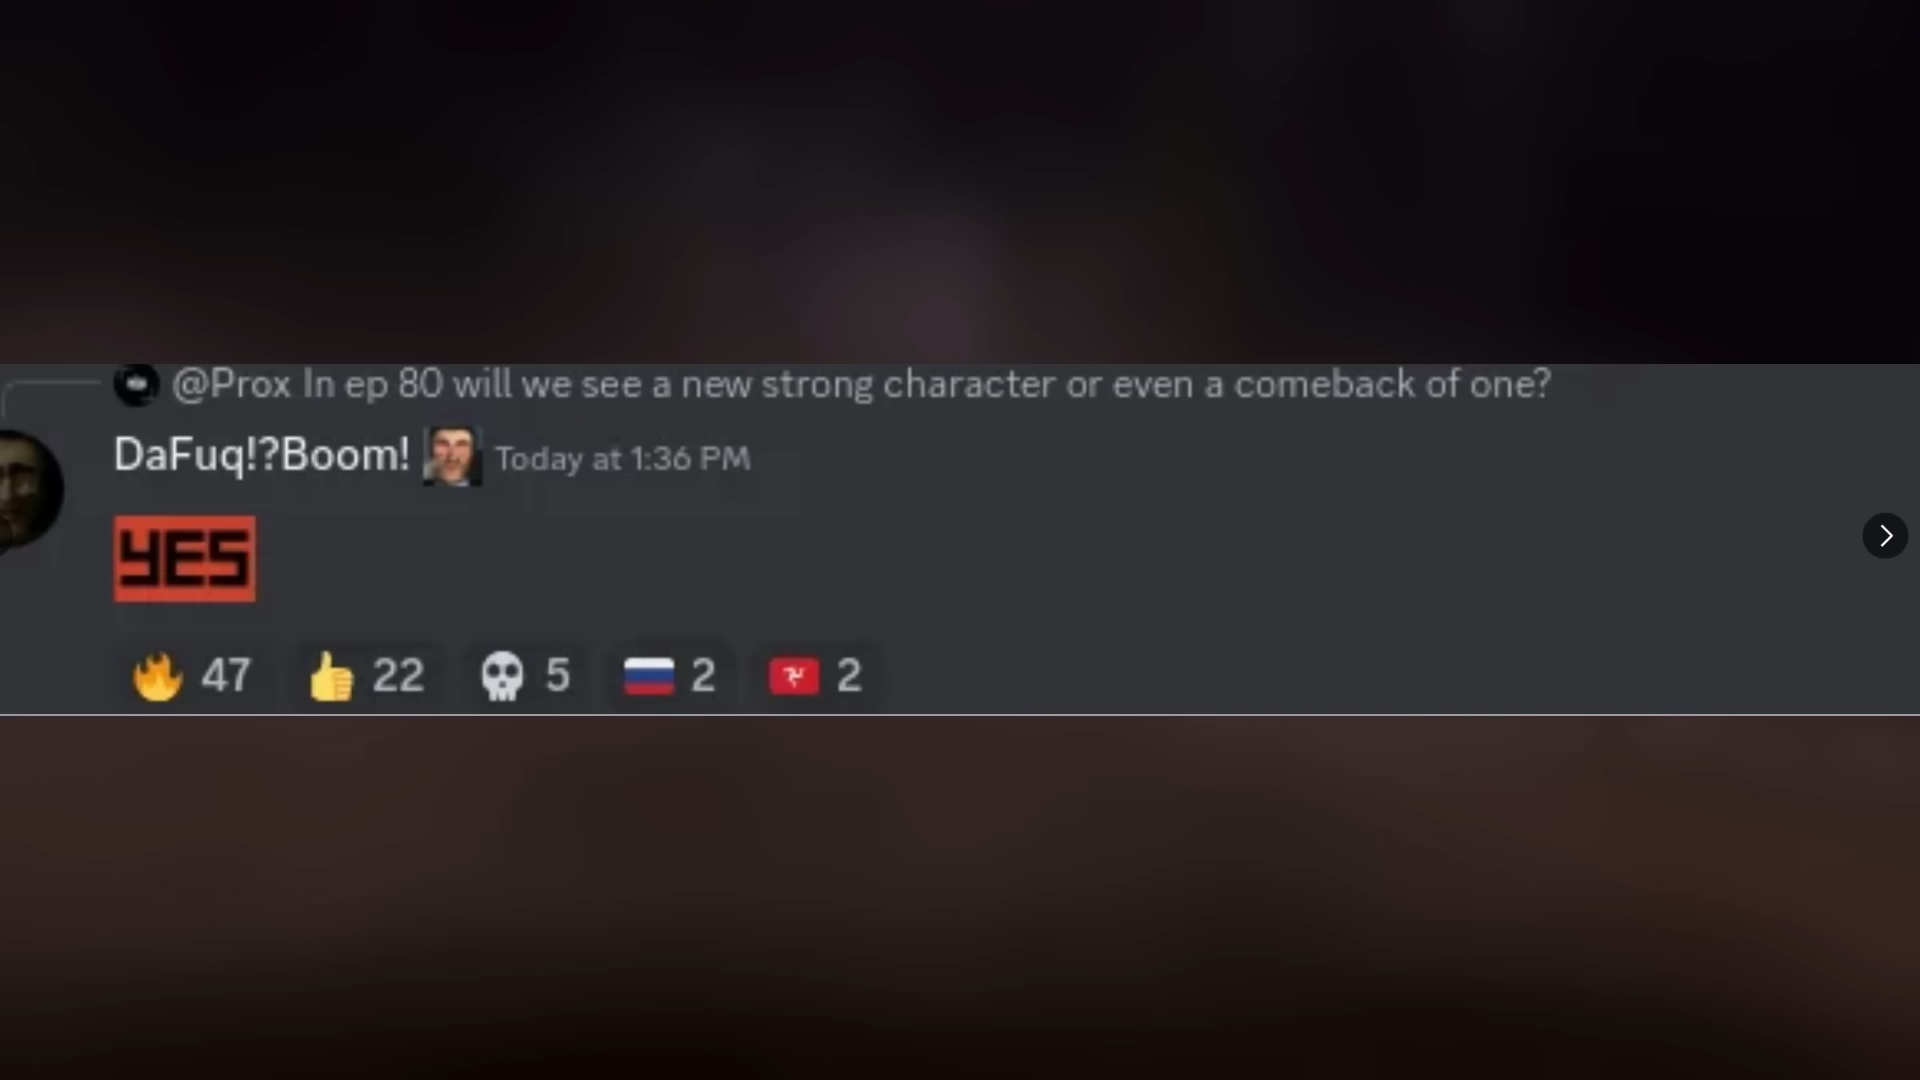 @Prox In ep 80 will we see a new strong character or even a comeback of one?
DaFuq!?Boom! Today at 1:36 PM
YES
47 22 5 2 2